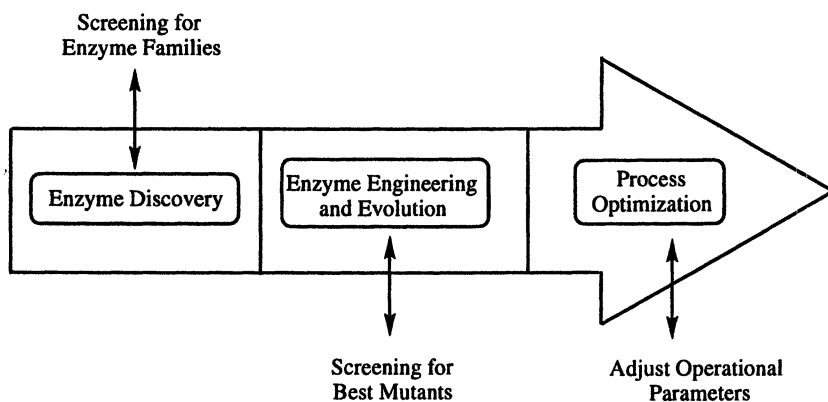 Screening for
Enzyme Families
Enzyme Discovery
Enzyme Engineering
and Evolution
Process
Optimization
Screening for
Best Mutants
Adjust Operational
Parameters